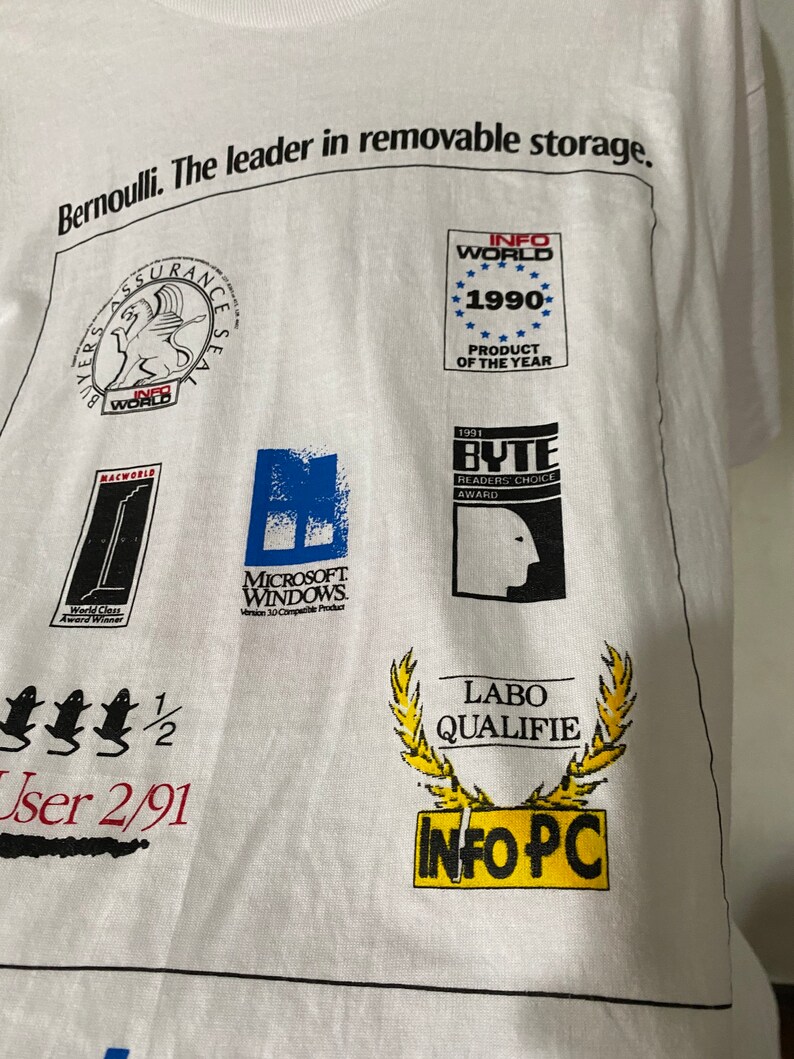 Bernoulli. The leader in removable storage.
BUYERS ASSURANCE SEAL
INFO
WORLD
INFO
WORLD
1990
PRODUCT
OF THE YEAR
MACWORLD
1991
World Class
Award Winner
MICROSOFT.
WINDOWS.
Version 3.0 Compatible Product
1991
BYTE
READERS' CHOICE
AWARD
1/2
User 2/91
LABO
QUALIFIE
INFO PC